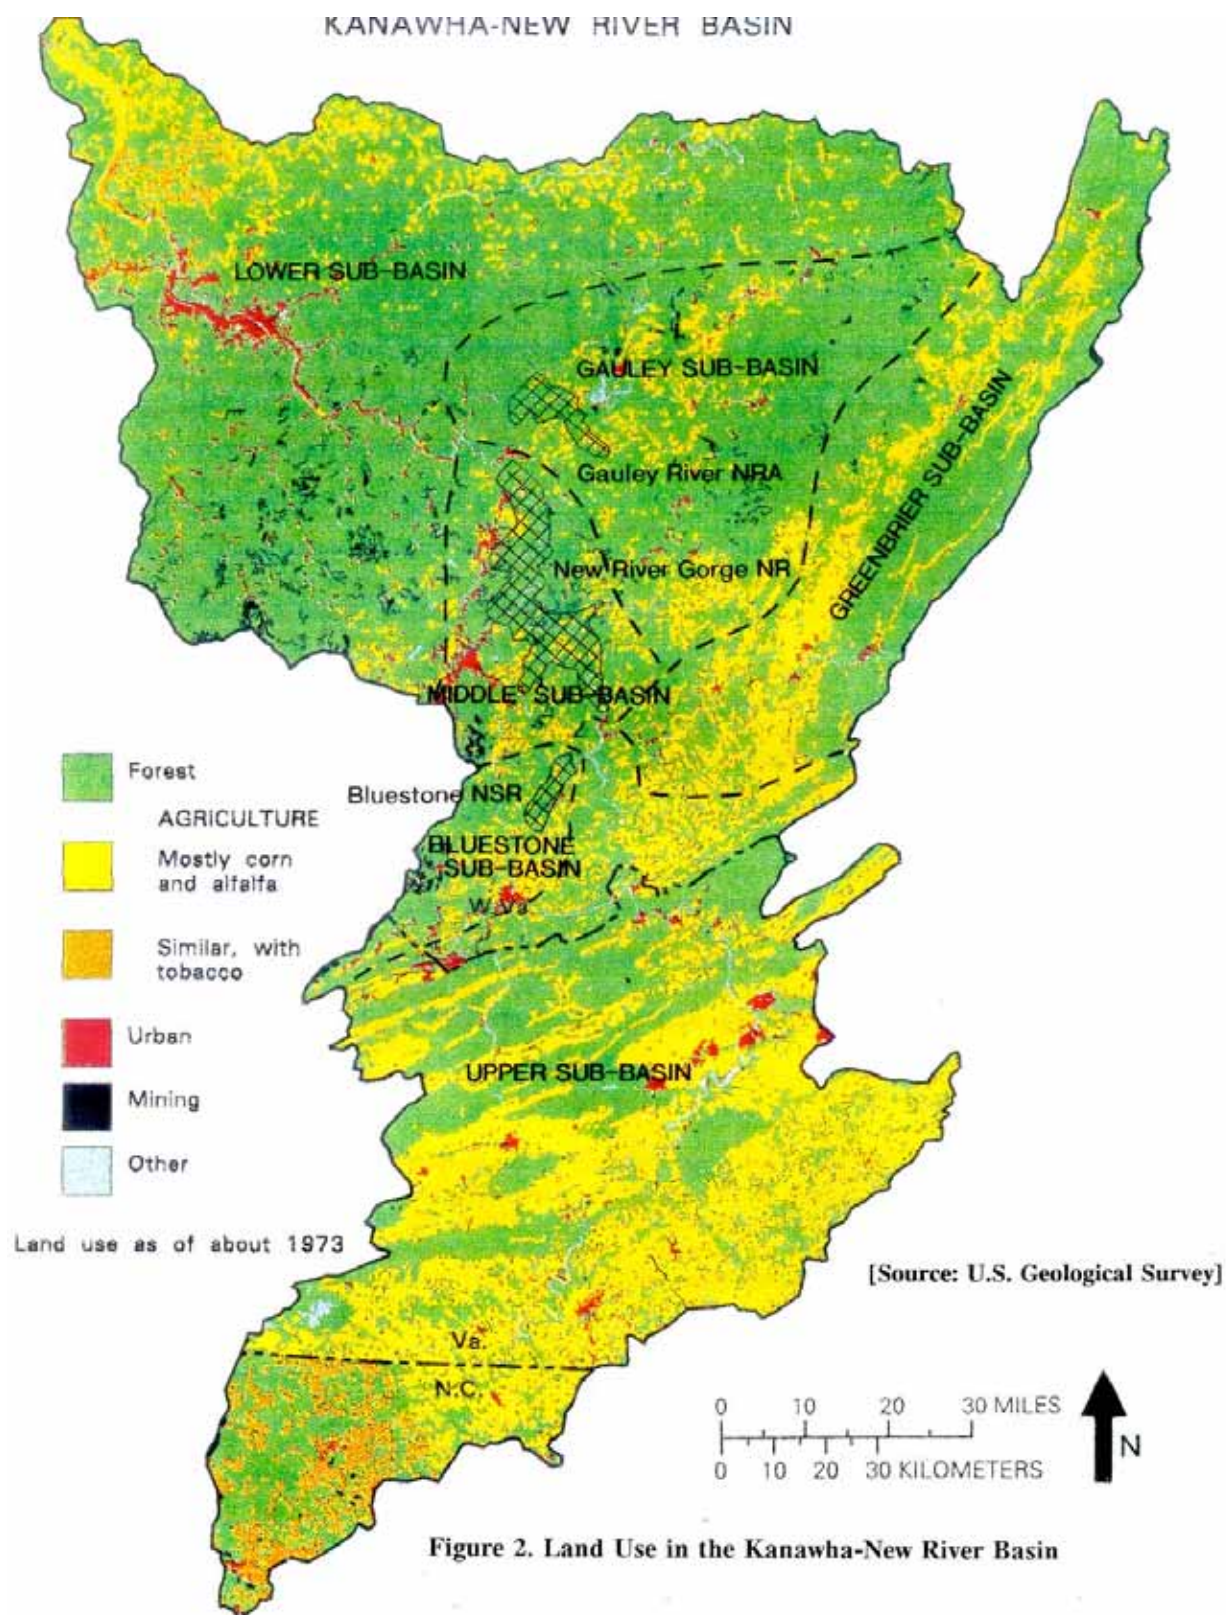 KANAWHA-NEW RIVER BASIN
LOWER SUB-BASIN
GAULEY SUB-BASIN
GREENBRIER SUB-BASIN
Gauley River NRA
New River Gorge NR
MIDDLE SUB-BASIN
Forest
Bluestone NSR
AGRICULTURE
BLUESTONE
SUB-BASIN
Mostly corn
and alfalfa
W.Va.
Similar, with
tobacco
Urban
UPPER SUB-BASIN
Mining
Other
Land use as of about 1973
[Source: U.S. Geological Survey]
Va.
N.C.
0 10 20 30 MILES
0 10 20 30 KILOMETERS
N
Figure 2. Land Use in the Kanawha-New River Basin